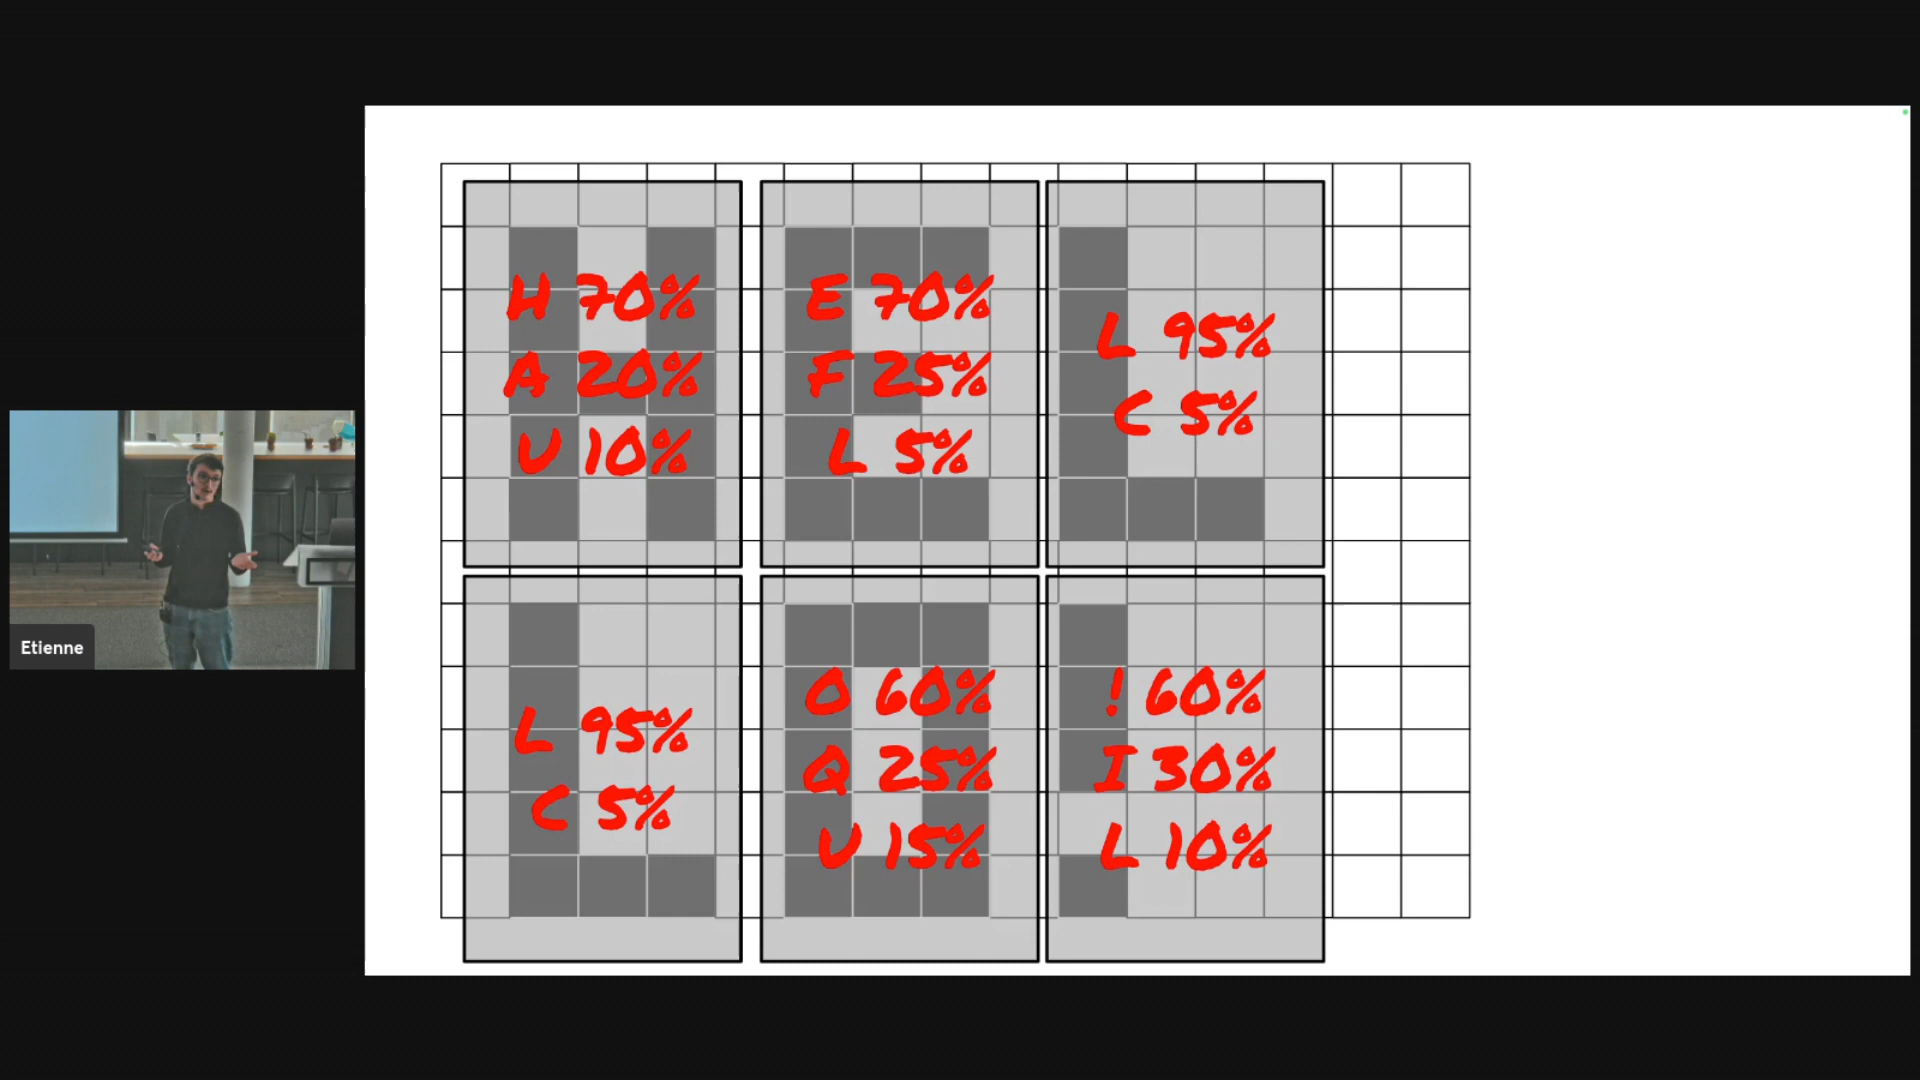 H 70%
A 20%
U 10%
E 70%
F 25%
L 5%
L 95%
C 5%
L 95%
C 5%
O 60%
Q 25%
U 15%
! 60%
I 30%
L 10%
Etienne